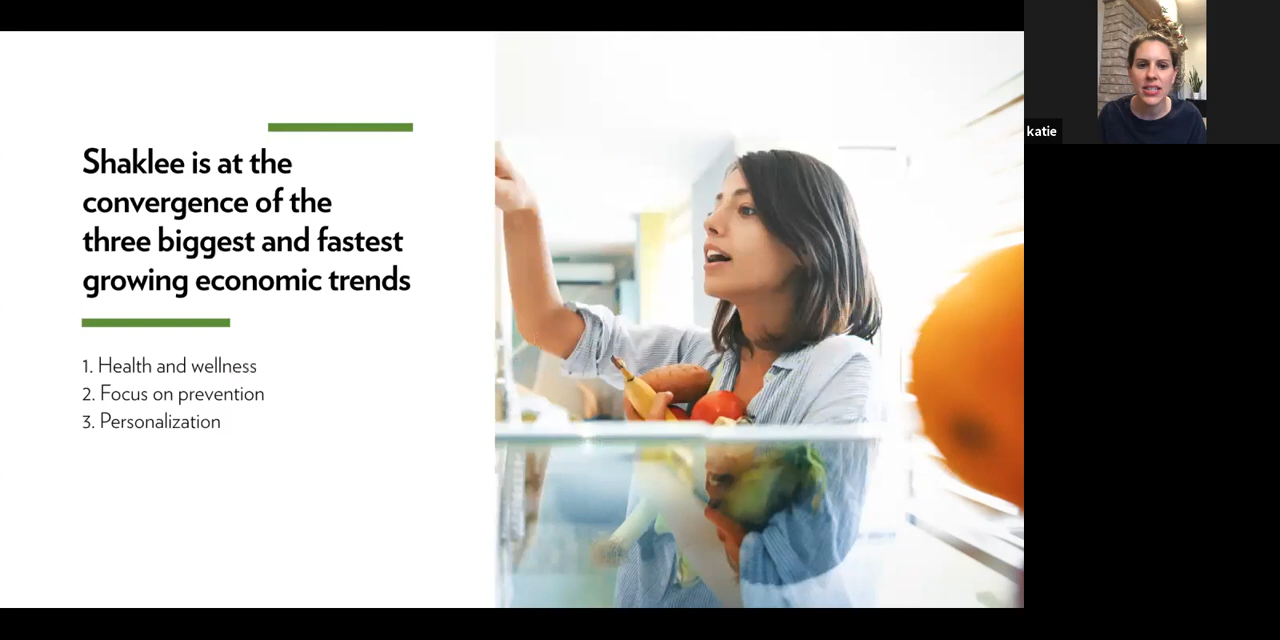 Shaklee is at the
convergence of the
three biggest and fastest
growing economic trends
1. Health and wellness
2. Focus on prevention
3. Personalization
katie